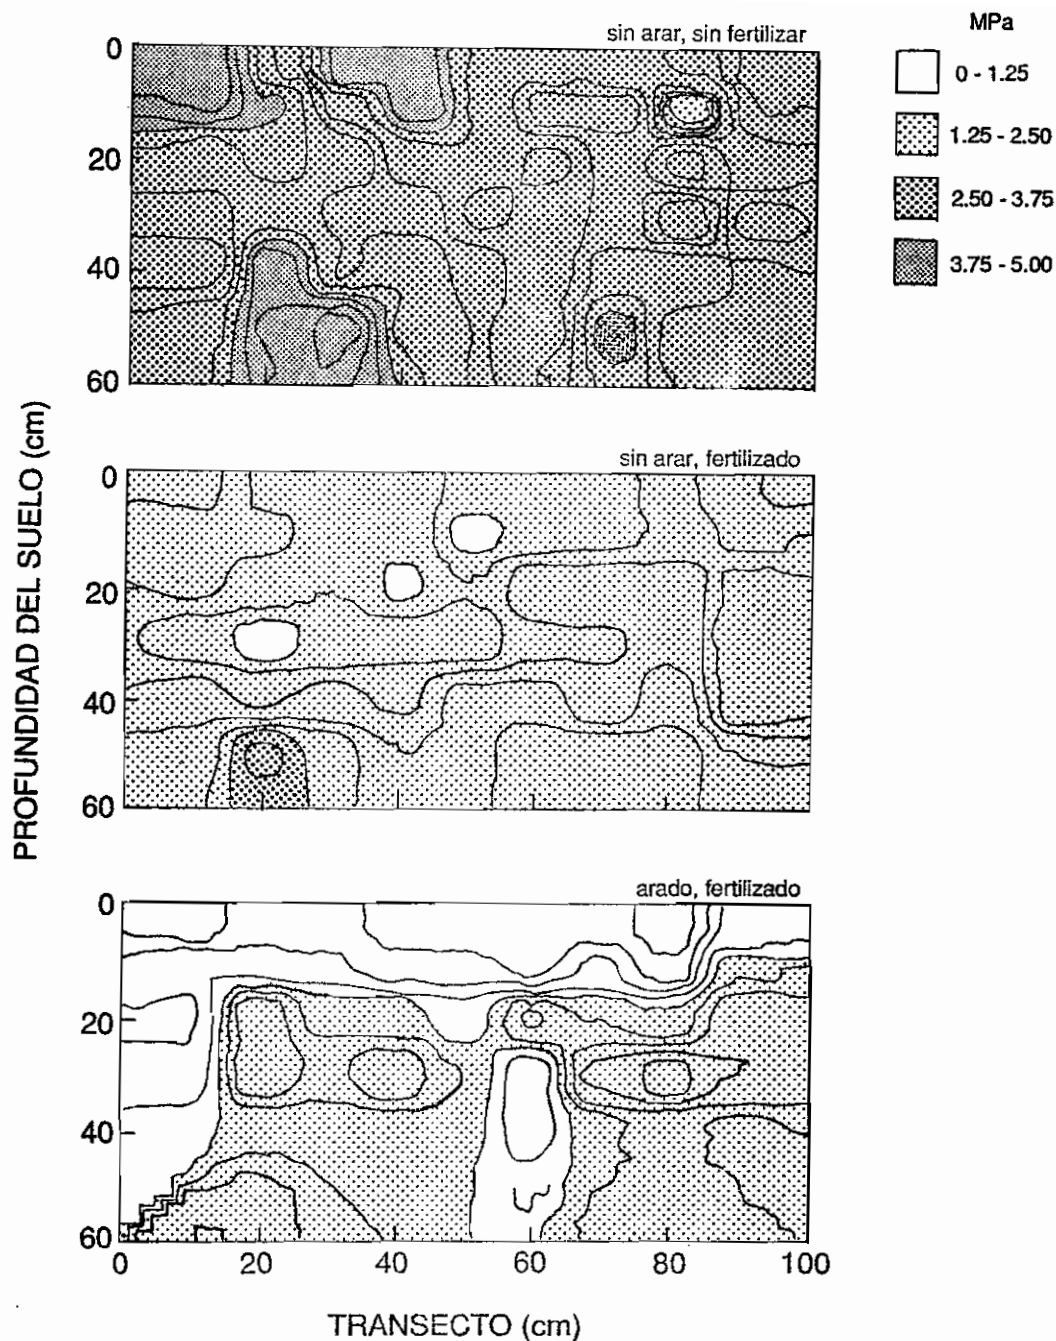 MPa
0 - 1.25
1.25 - 2.50
2.50 - 3.75
3.75 - 5.00
PROFUNDIDAD DEL SUELO (cm)
sin arar, sin fertilizar
0
20
40
60
sin arar, fertilizado
0
20
40
60
arado, fertilizado
0
20
40
60
0 20 40 60 80 100
TRANSECTO (cm)